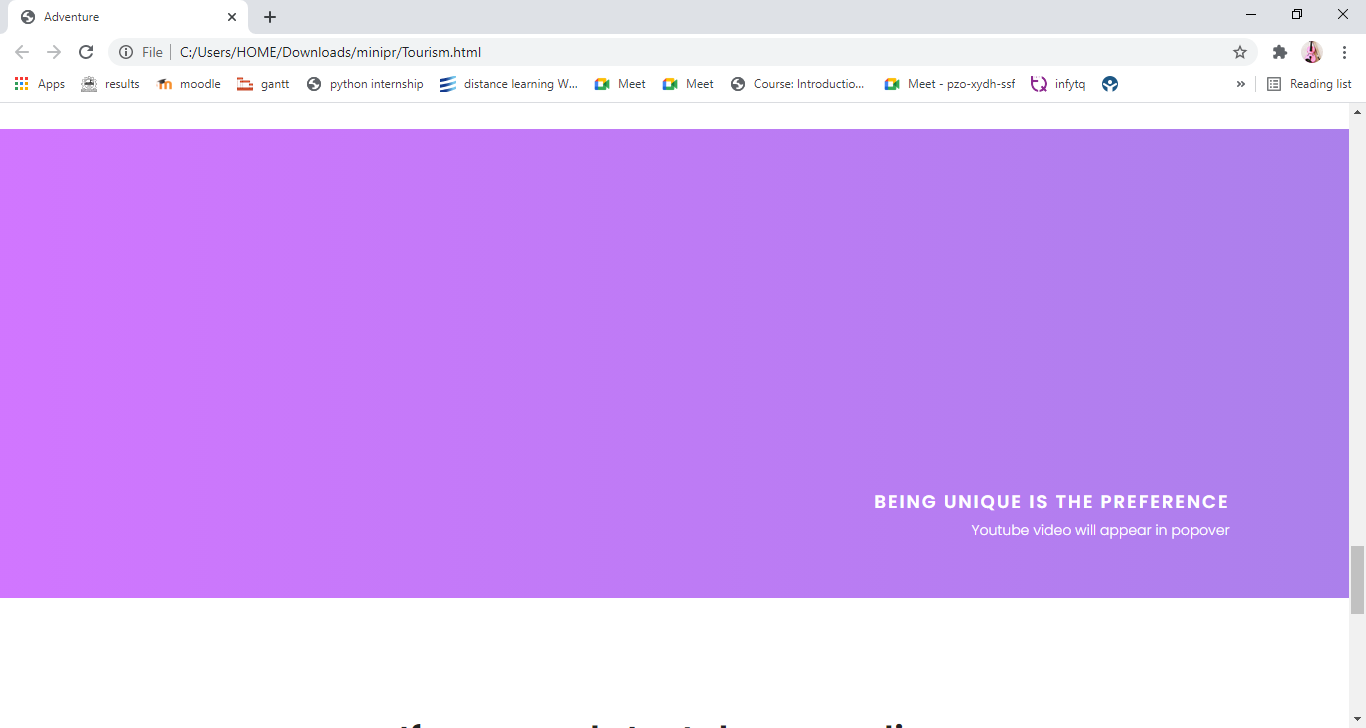 Adventure
File C:/Users/HOME/Downloads/minipr/Tourism.html
Apps results moodle gantt python internship distance learning W... Meet Meet Course: Introductio... Meet - pzo-xydh-ssf infytq » Reading list
BEING UNIQUE IS THE PREFERENCE
Youtube video will appear in popover